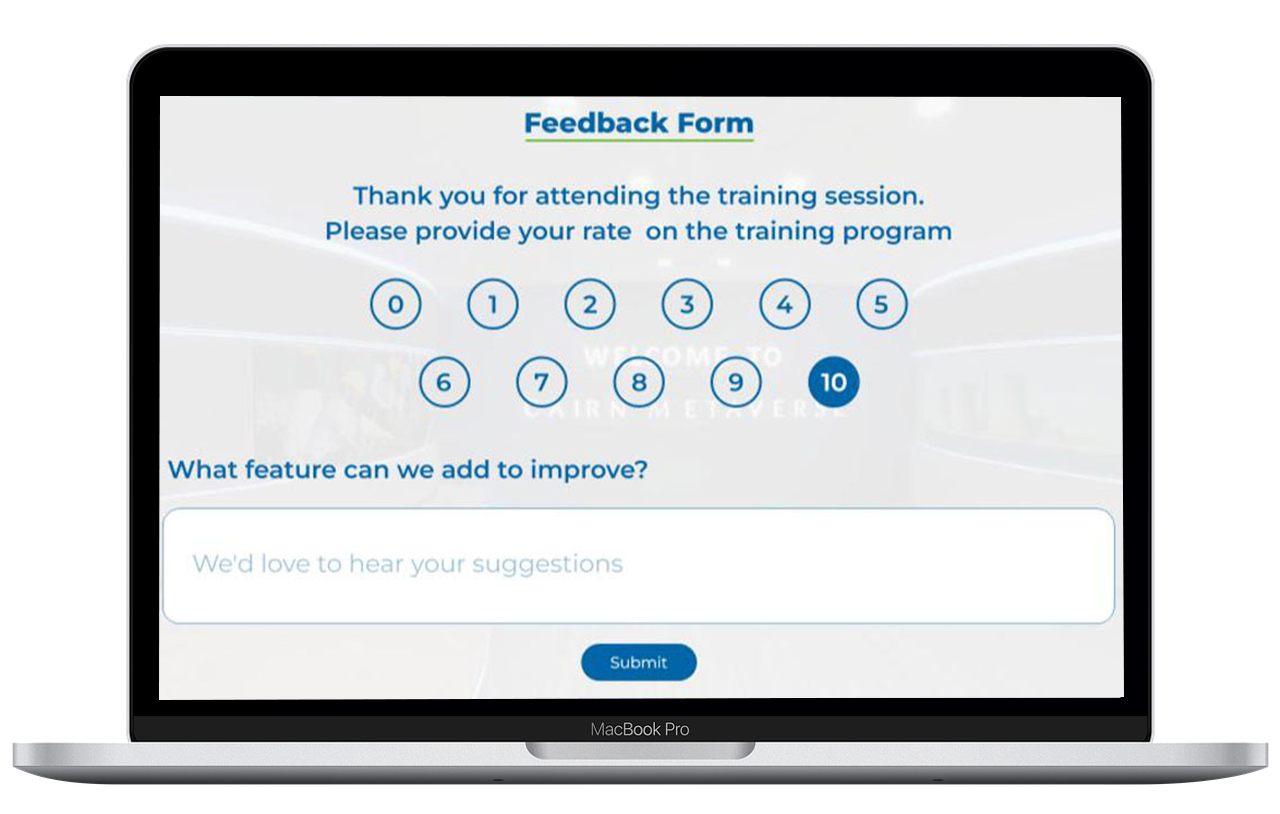 Feedback Form
Thank you for attending the training session.
Please provide your rate on the training program
0 1 2 3 4 5
WELCOME TO
6 7 8 9 10
CAIRN METAVERSE
What feature can we add to improve?
We'd love to hear your suggestions
Submit
MacBook Pro